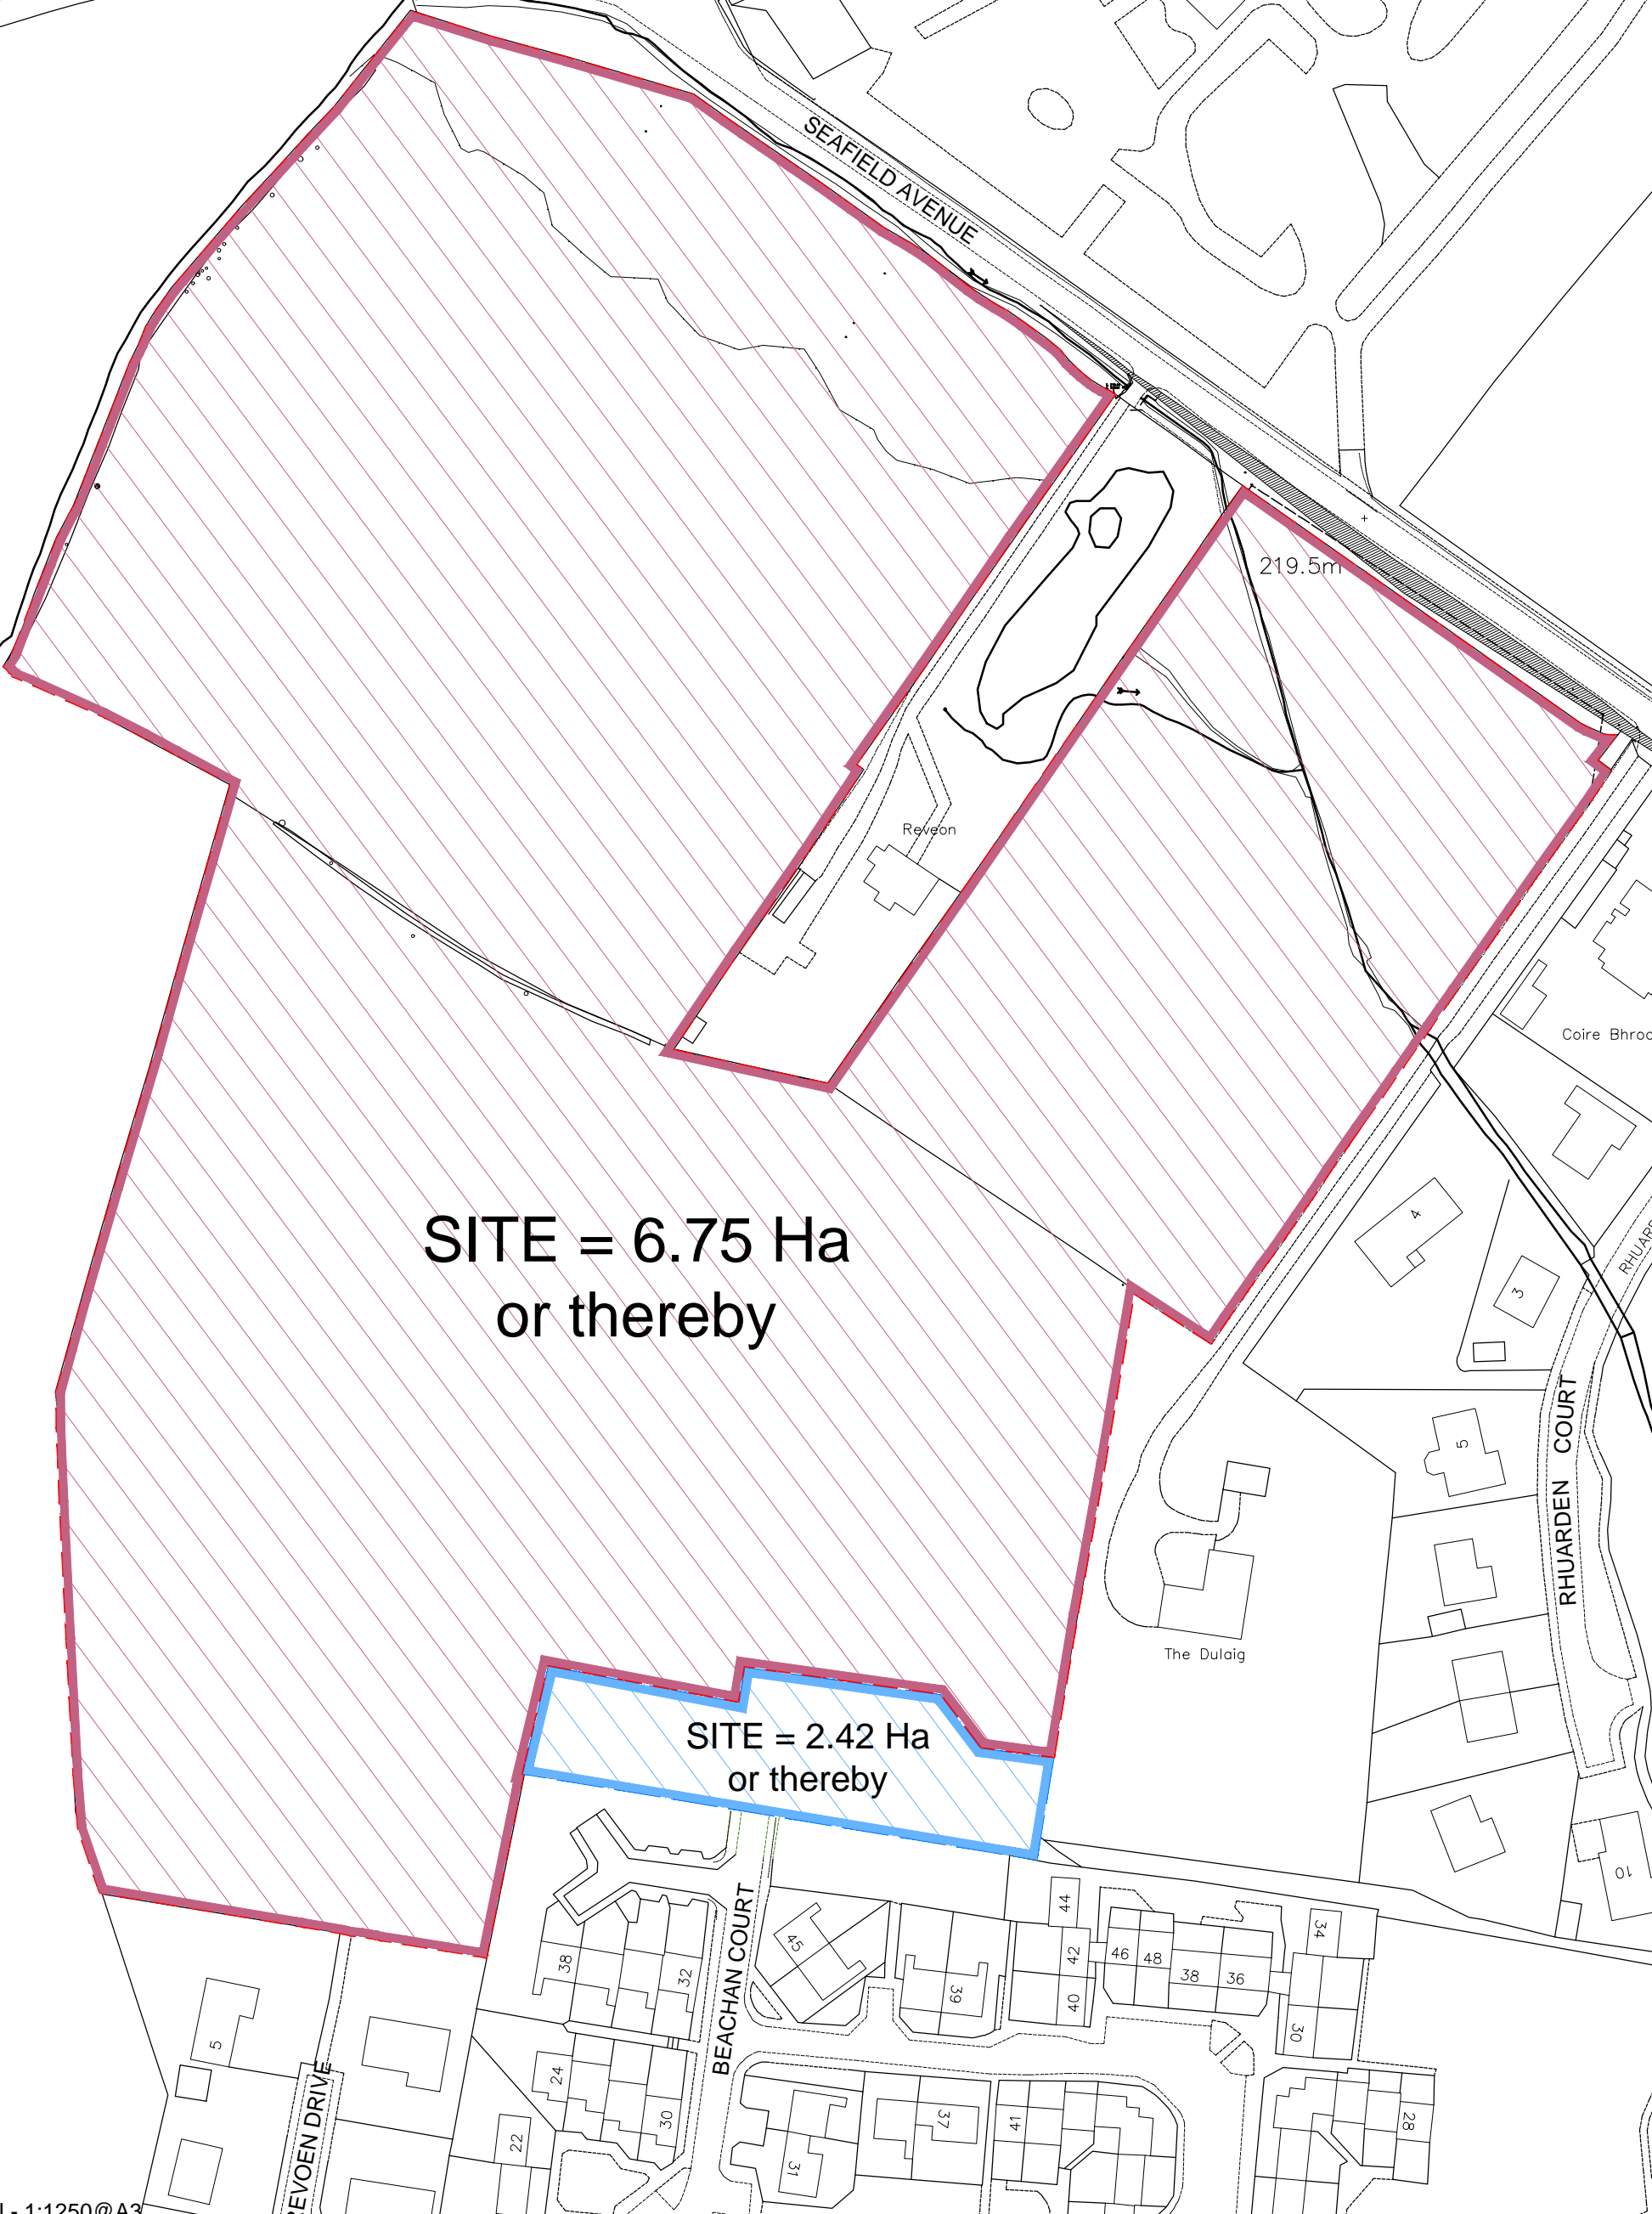 SEAFIELD AVENUE
219.5m
Reveon
Coire Bhroc
SITE = 6.75 Ha
or thereby
4
3
RHUARDEN COURT
5
The Dulaig
SITE = 2.42 Ha
or thereby
10
BEACHAN COURT
38
32
45
39
44
42
40
46
48
38
36
34
30
5
24
30
22
31
37
41
28
REVOEN DRIVE
1:1250@A3